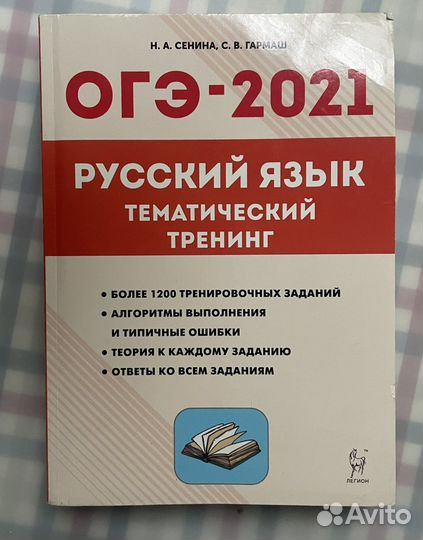 Н. А. СЕНИНА, С. В. ГАРМАШ
ОГЭ-2021
РУССКИЙ ЯЗЫК
ТЕМАТИЧЕСКИЙ
ТРЕНИНГ
• БОЛЕЕ 1200 ТРЕНИРОВОЧНЫХ ЗАДАНИЙ
• АЛГОРИТМЫ ВЫПОЛНЕНИЯ
И ТИПИЧНЫЕ ОШИБКИ
• ТЕОРИЯ К КАЖДОМУ ЗАДАНИЮ
• ОТВЕТЫ КО ВСЕМ ЗАДАНИЯМ
ЛЕГИОН
Avito